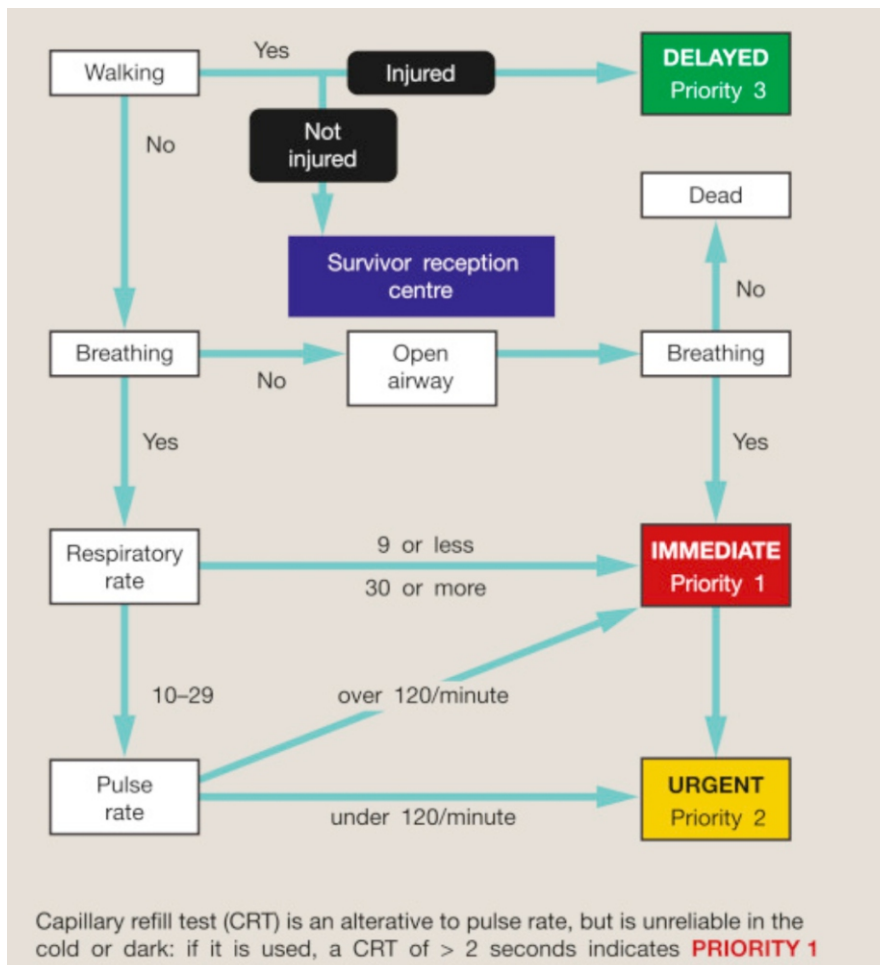 Yes
Walking
Injured
DELAYED
Priority 3
No
Not
injured
Dead
Survivor reception
centre
No
Breathing
No
Open
airway
Breathing
Yes
Yes
Respiratory
rate
9 or less
30 or more
IMMEDIATE
Priority 1
10–29
over 120/minute
Pulse
rate
under 120/minute
URGENT
Priority 2
Capillary refill test (CRT) is an alterative to pulse rate, but is unreliable in the
cold or dark: if it is used, a CRT of > 2 seconds indicates PRIORITY 1